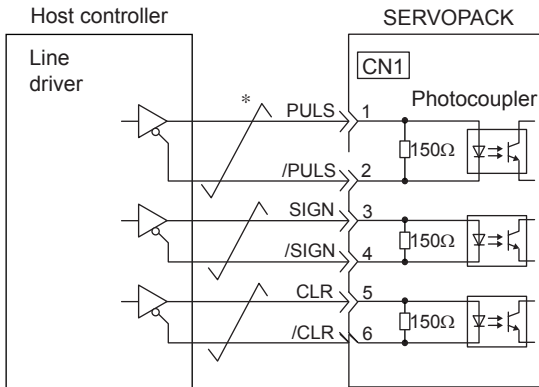 Host controller
SERVOPACK
Line
driver
CN1
Photocoupler
*
PULS 1
150Ω
/PULS 2
SIGN 3
150Ω
/SIGN 4
CLR 5
150Ω
/CLR 6